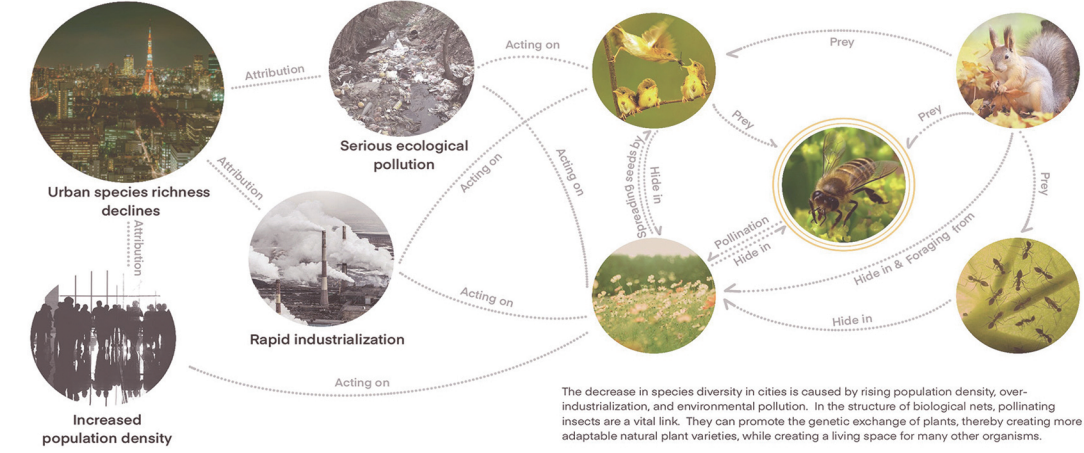 Attribution
Acting on
Prey
Serious ecological
pollution
Urban species richness
declines
Attribution
Attribution
Acting on
Acting on
Spreading seeds by
Hide in
Prey
Prey
Prey
Pollination
Hide in
Hide in & Foraging from
Rapid industrialization
Acting on
Hide in
Acting on
Increased
population density
The decrease in species diversity in cities is caused by rising population density, over-
industrialization, and environmental pollution. In the structure of biological nets, pollinating
insects are a vital link. They can promote the genetic exchange of plants, thereby creating more
adaptable natural plant varieties, while creating a living space for many other organisms.